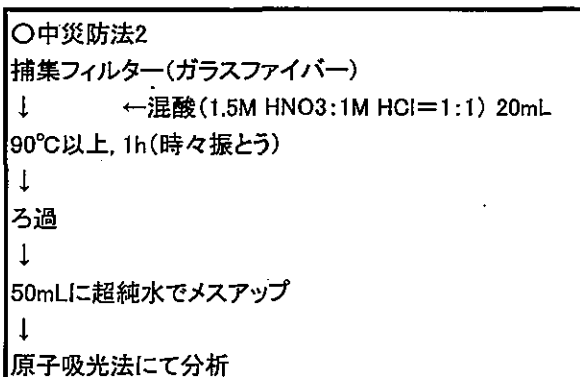 ○中災防法2
捕集フィルター(ガラスファイバー)
↓ ←混酸(1.5M HNO3:1M HCl=1:1) 20mL
90℃以上, 1h(時々振とう)
↓
ろ過
↓
50mLに超純水でメスアップ
↓
原子吸光法にて分析